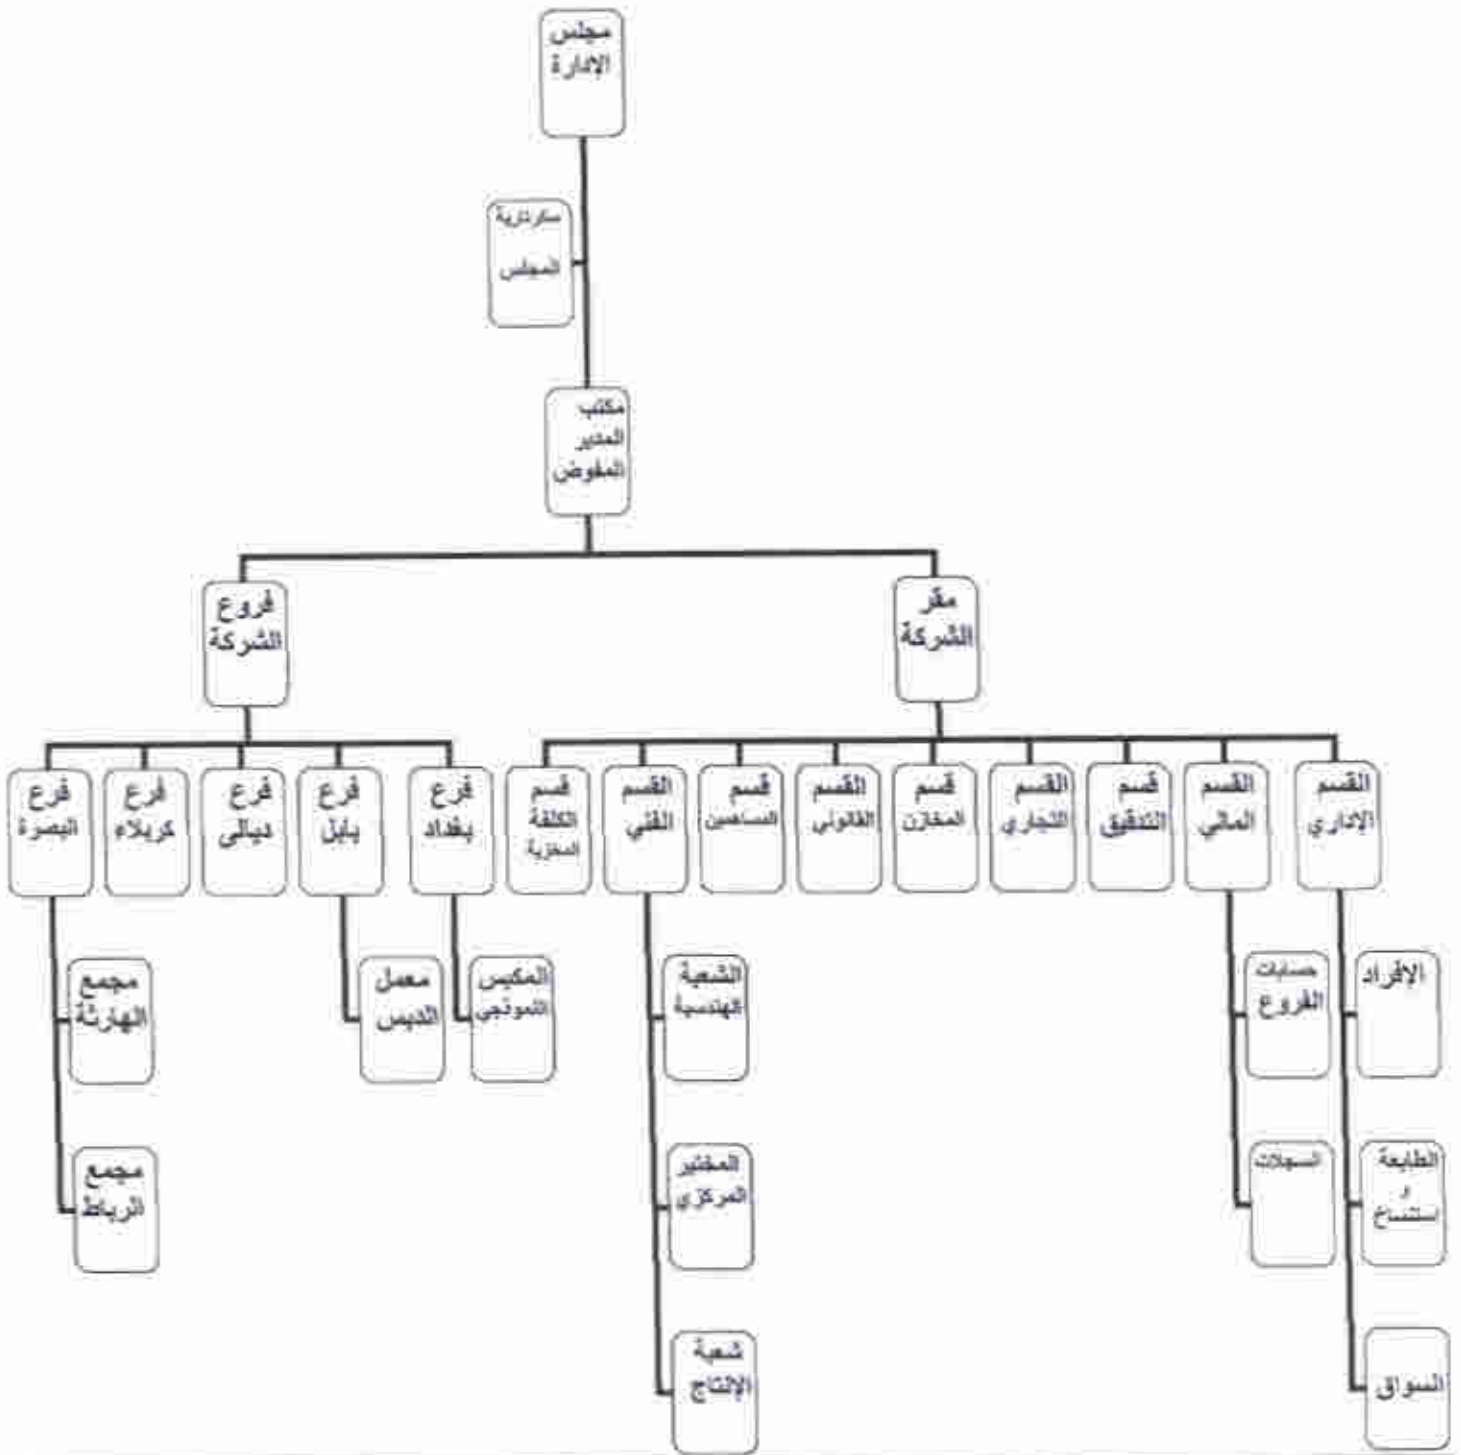 مجلس
الإدارة
سكرتارية
المجلس
مكتب
المدير
المفوض
مقر
الشركة
فروع
الشركة
القسم
الإداري
القسم
المالي
قسم
التدقيق
القسم
التجاري
قسم
المخازن
القسم
القانوني
قسم
المساهمين
القسم
الفني
قسم
الكلفة
المخزنية
فرع
بغداد
فرع
بابل
فرع
ديالى
فرع
كربلاء
فرع
البصرة
الإفراد
حسابات
الفروع
الشعبة
الهندسية
المكبس
النموذجي
معمل
الدبس
مجمع
الهارثة
الطابعة
و
استنساخ
السجلات
المختبر
المركزي
مجمع
الرباط
السواق
شعبة
الإنتاج